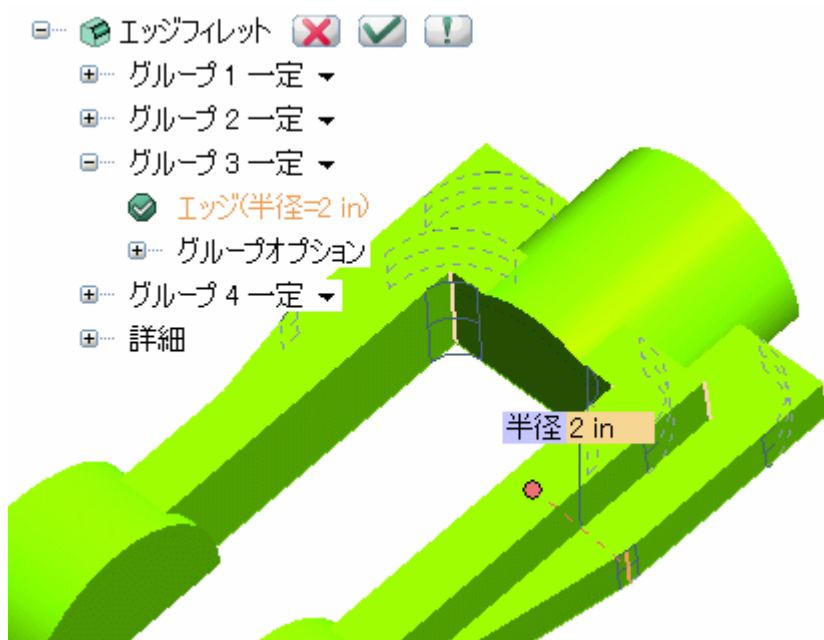 エッジフィレット
グループ 1 一定
グループ 2 一定
グループ 3 一定
エッジ(半径=2 in)
グループオプション
グループ 4 一定
詳細
半径 2 in